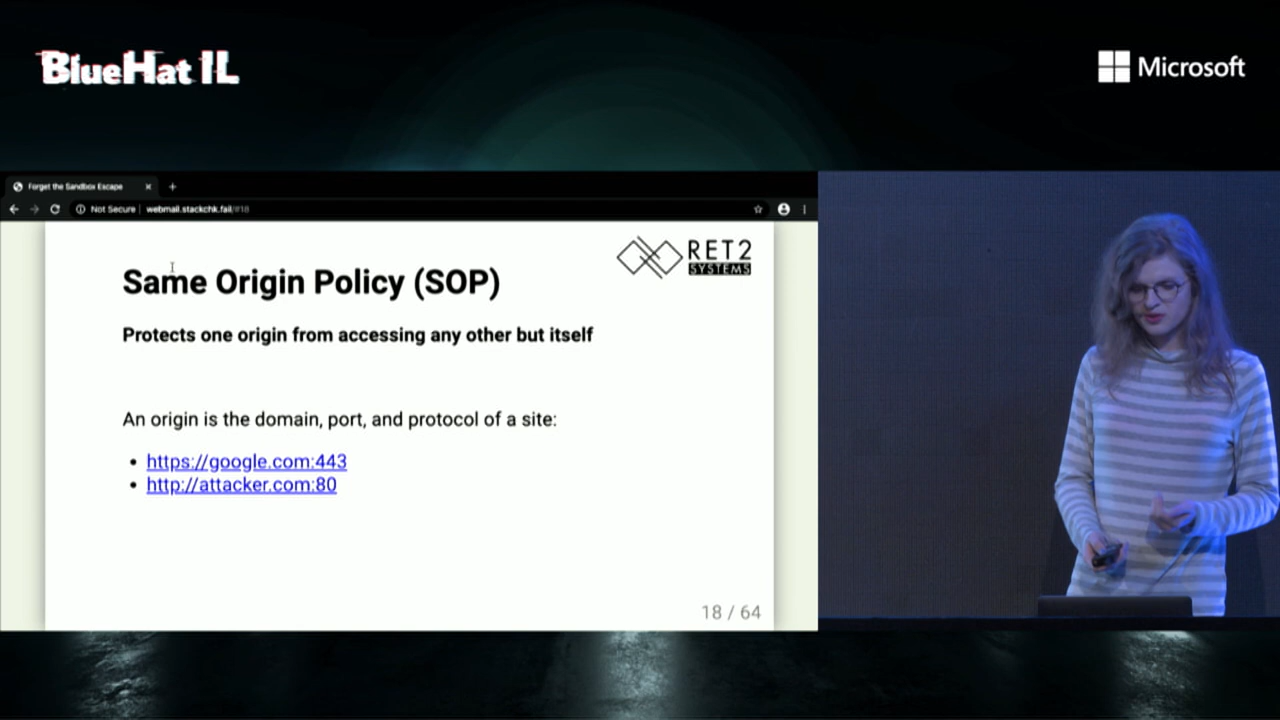 BlueHat IL
Microsoft
Forget the Sandbox Escape
Not Secure | webmail.stackchk.fail/#18
RET2
SYSTEMS
Same Origin Policy (SOP)
Protects one origin from accessing any other but itself
An origin is the domain, port, and protocol of a site:
• https://google.com:443
• http://attacker.com:80
18 / 64